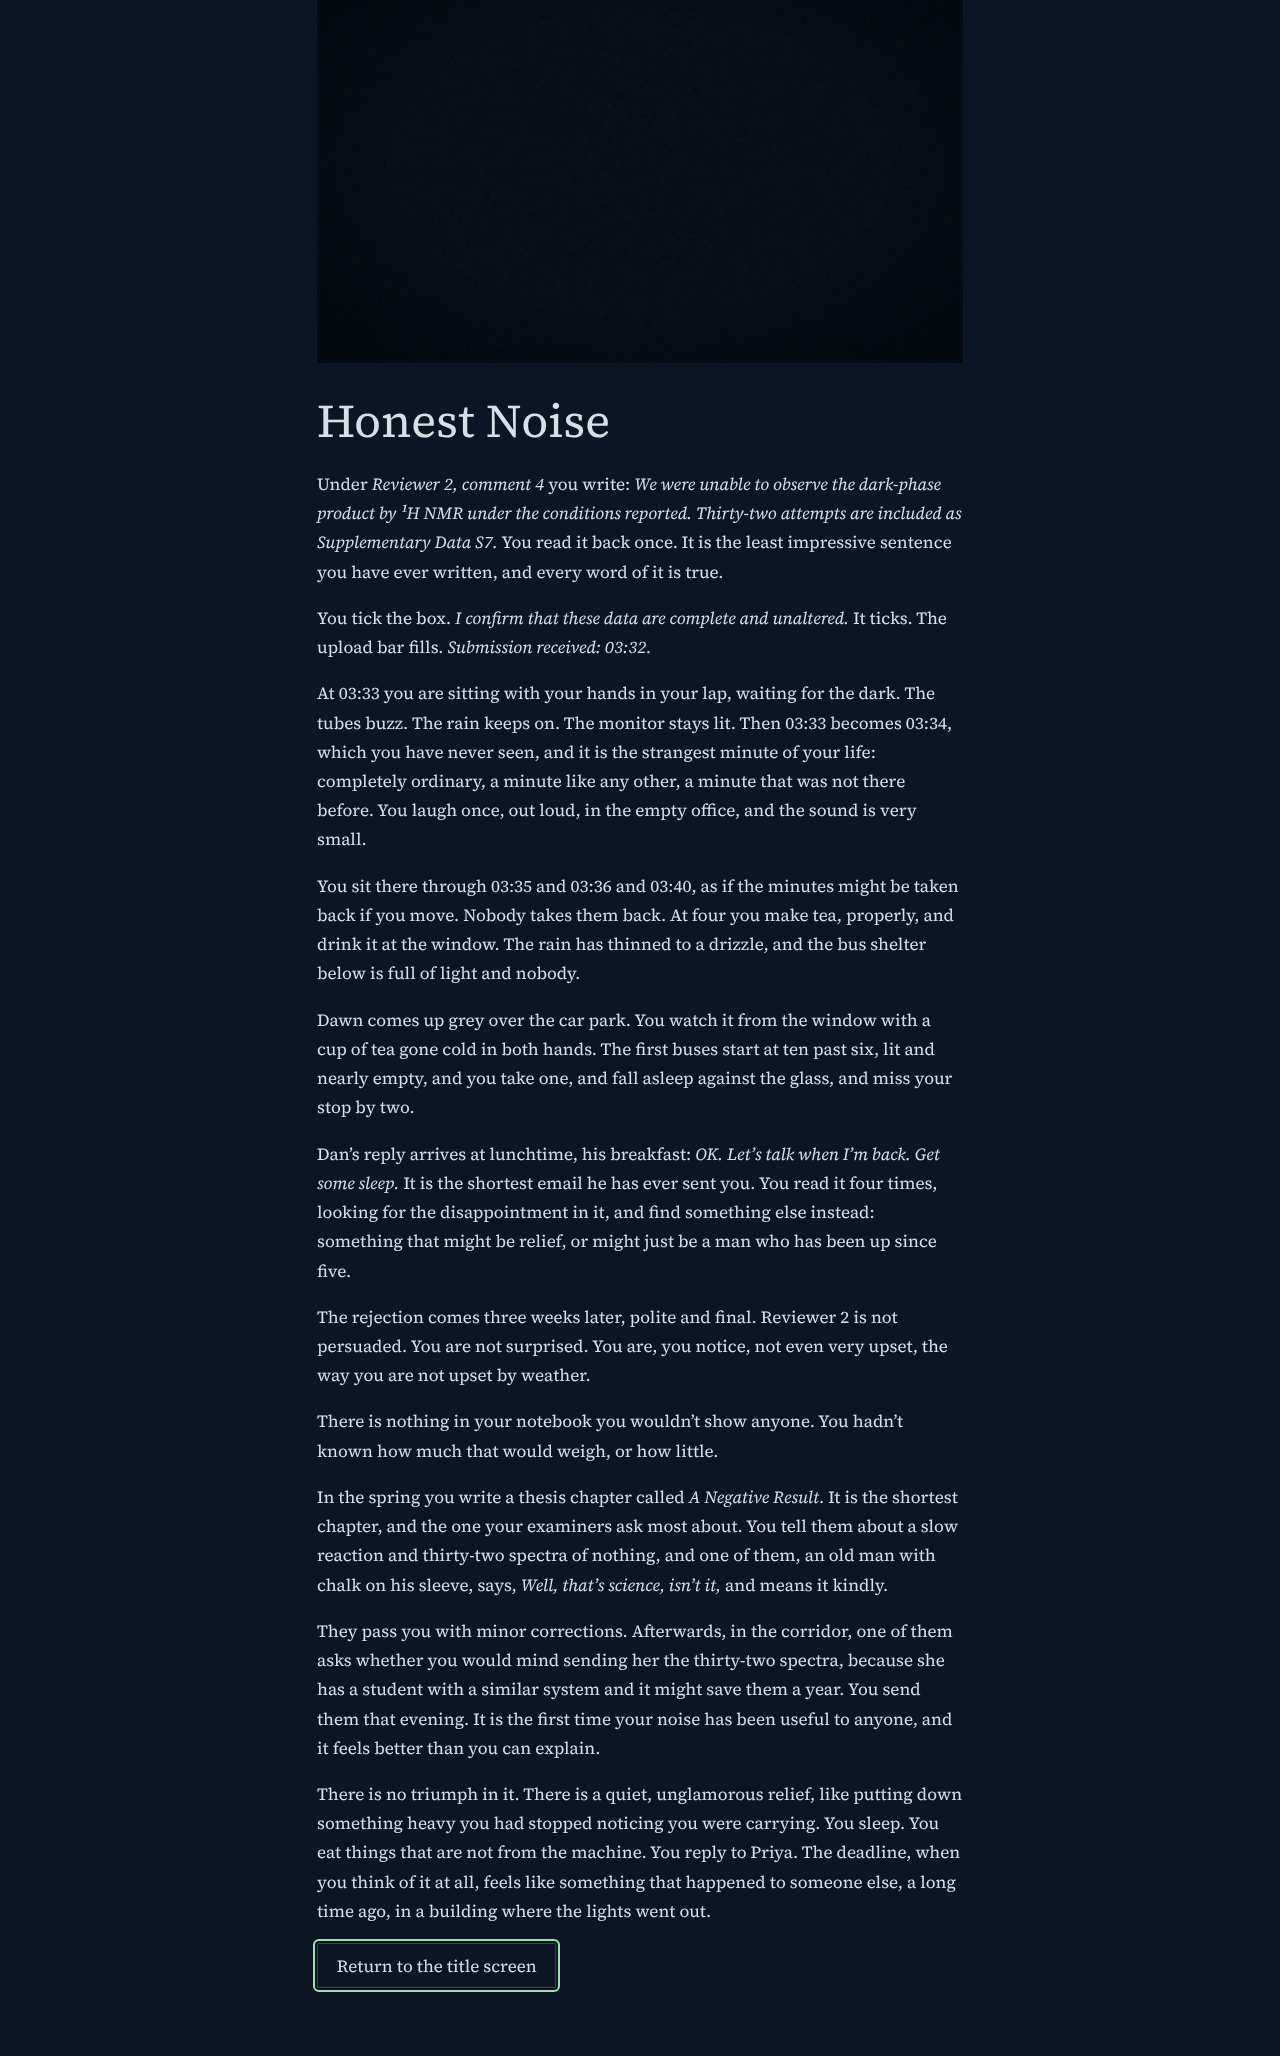 Honest Noise
Under Reviewer 2, comment 4 you write: We were unable to observe the dark-phase
product by ¹H NMR under the conditions reported. Thirty-two attempts are included as
Supplementary Data S7. You read it back once. It is the least impressive sentence
you have ever written, and every word of it is true.
You tick the box. I confirm that these data are complete and unaltered. It ticks. The
upload bar fills. Submission received: 03:32.
At 03:33 you are sitting with your hands in your lap, waiting for the dark. The
tubes buzz. The rain keeps on. The monitor stays lit. Then 03:33 becomes 03:34,
which you have never seen, and it is the strangest minute of your life:
completely ordinary, a minute like any other, a minute that was not there
before. You laugh once, out loud, in the empty office, and the sound is very
small.
You sit there through 03:35 and 03:36 and 03:40, as if the minutes might be taken
back if you move. Nobody takes them back. At four you make tea, properly, and
drink it at the window. The rain has thinned to a drizzle, and the bus shelter
below is full of light and nobody.
Dawn comes up grey over the car park. You watch it from the window with a
cup of tea gone cold in both hands. The first buses start at ten past six, lit and
nearly empty, and you take one, and fall asleep against the glass, and miss your
stop by two.
Dan’s reply arrives at lunchtime, his breakfast: OK. Let’s talk when I’m back. Get
some sleep. It is the shortest email he has ever sent you. You read it four times,
looking for the disappointment in it, and find something else instead:
something that might be relief, or might just be a man who has been up since
five.
The rejection comes three weeks later, polite and final. Reviewer 2 is not
persuaded. You are not surprised. You are, you notice, not even very upset, the
way you are not upset by weather.
There is nothing in your notebook you wouldn’t show anyone. You hadn’t
known how much that would weigh, or how little.
In the spring you write a thesis chapter called A Negative Result. It is the shortest
chapter, and the one your examiners ask most about. You tell them about a slow
reaction and thirty-two spectra of nothing, and one of them, an old man with
chalk on his sleeve, says, Well, that’s science, isn’t it, and means it kindly.
They pass you with minor corrections. Afterwards, in the corridor, one of them
asks whether you would mind sending her the thirty-two spectra, because she
has a student with a similar system and it might save them a year. You send
them that evening. It is the first time your noise has been useful to anyone, and
it feels better than you can explain.
There is no triumph in it. There is a quiet, unglamorous relief, like putting down
something heavy you had stopped noticing you were carrying. You sleep. You
eat things that are not from the machine. You reply to Priya. The deadline, when
you think of it at all, feels like something that happened to someone else, a long
time ago, in a building where the lights went out.
Return to the title screen